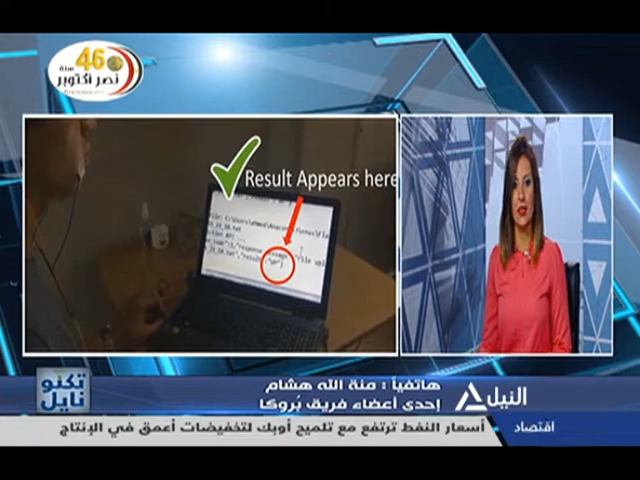 46
سنة
نصر أكتوبر
Result Appears here
هاتفياً : منة الله هشام
إحدى أعضاء فريق بُروكا
النيل
تكنو
نايل
اقتصاد
أسعار النفط ترتفع مع تلميح أوبك لتخفيضات أعمق في الإنتاج